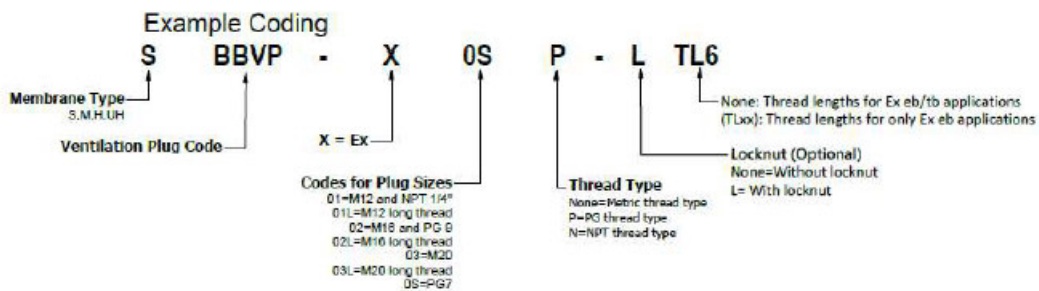 Example Coding
S BBVP - X 0S P - L TL6
Membrane Type
S,M,H,UH
Ventilation Plug Code
X = Ex
Codes for Plug Sizes
01=M12 and NPT 1/4"
01L=M12 long thread
02=M16 and PG 9
02L=M16 long thread
03=M20
03L=M20 long thread
0S=PG7
Thread Type
None=Metric thread type
P=PG thread type
N=NPT thread type
None: Thread lengths for Ex eb/tb applications
(TLxx): Thread lengths for only Ex eb applications
Locknut (Optional)
None=Without locknut
L= With locknut